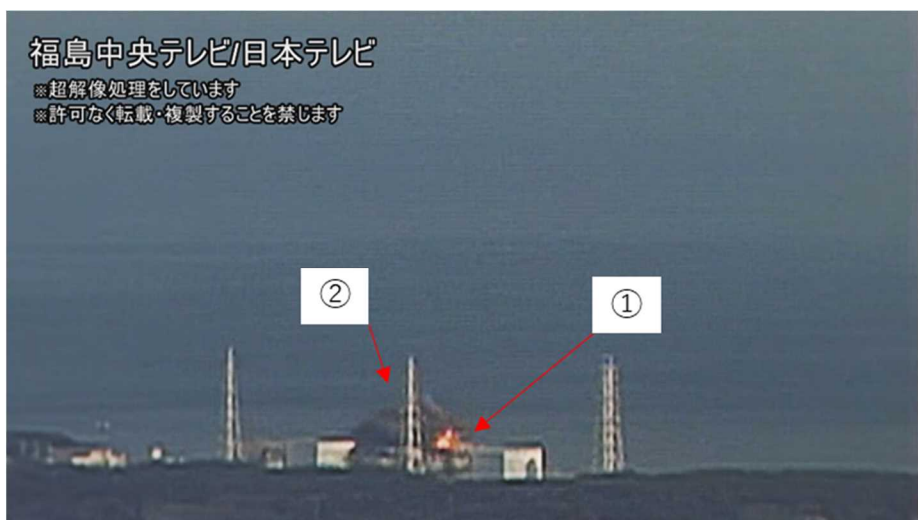 福島中央テレビ/日本テレビ
※超解像処理をしています
※許可なく転載・複製することを禁じます
②
①